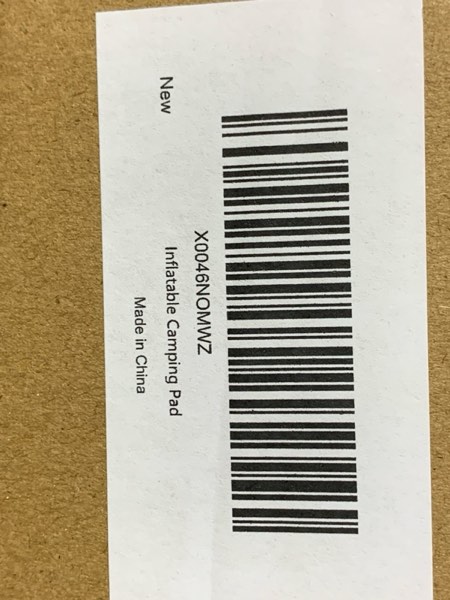 X0046NOMWZ
Inflatable Camping Pad
Made in China
New